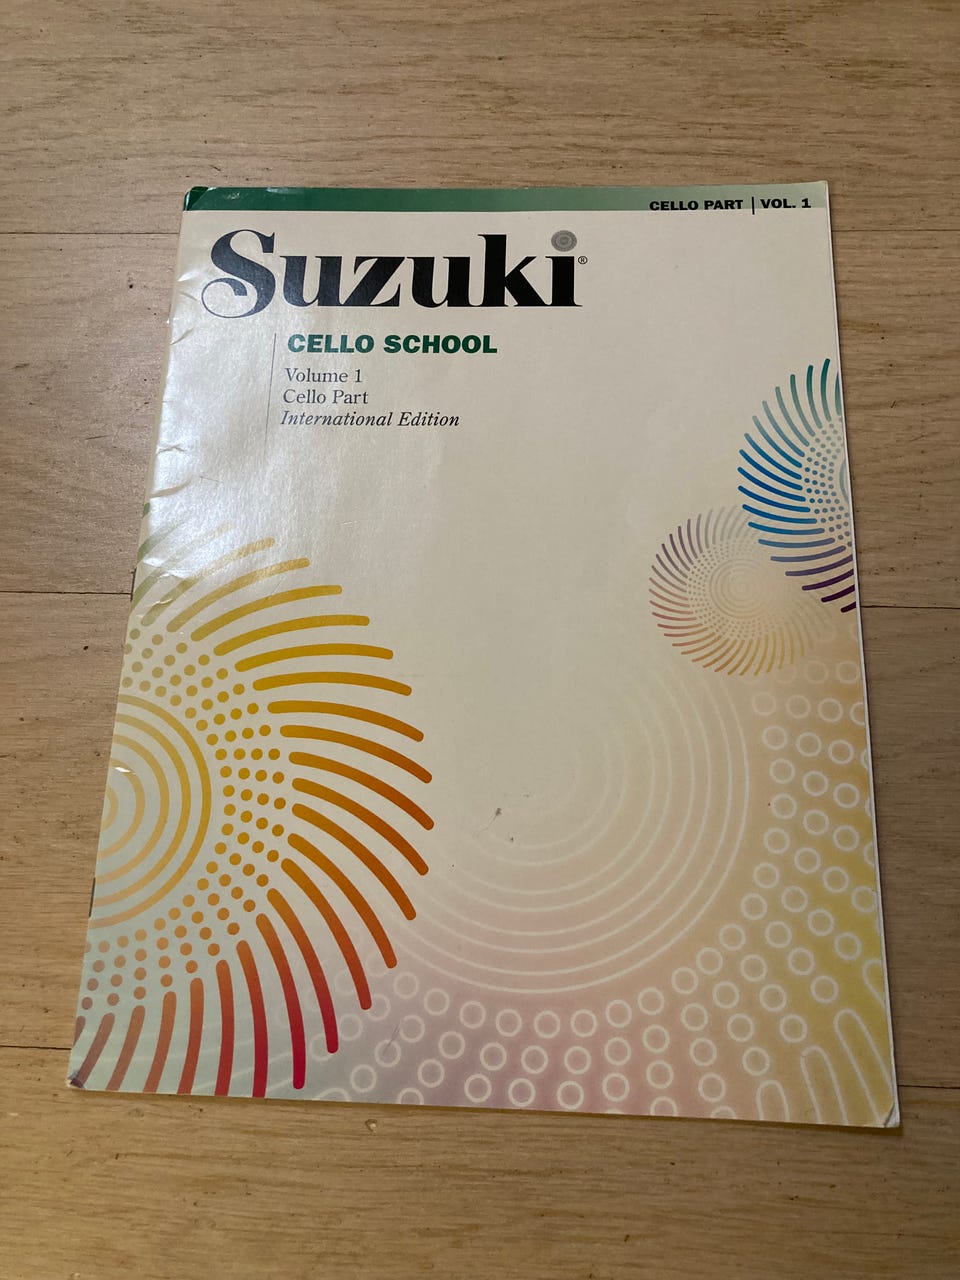 CELLO PART | VOL. 1
Suzuki®
CELLO SCHOOL
Volume 1
Cello Part
International Edition